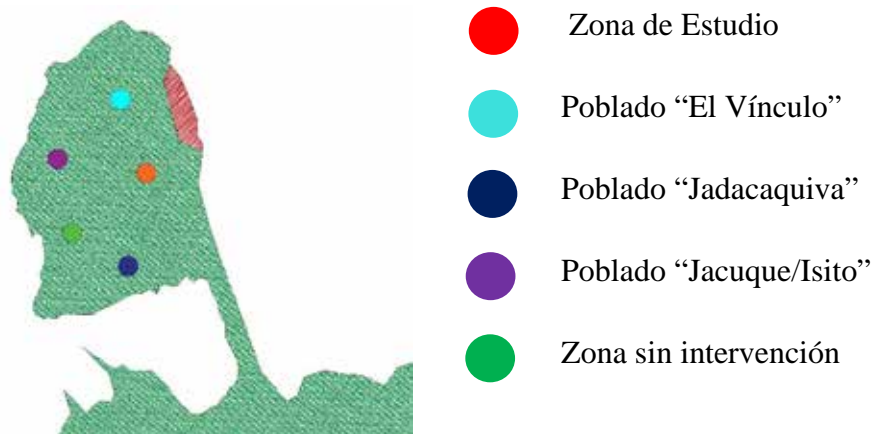 Zona de Estudio
Poblado “El Vínculo”
Poblado “Jadacaquiva”
Poblado “Jacuque/Isito”
Zona sin intervención